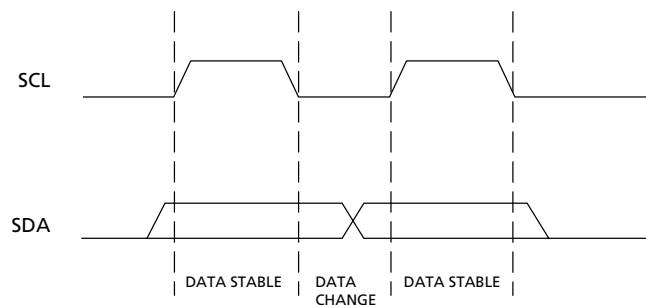 SCL
SDA
DATA STABLE
DATA
CHANGE
DATA STABLE